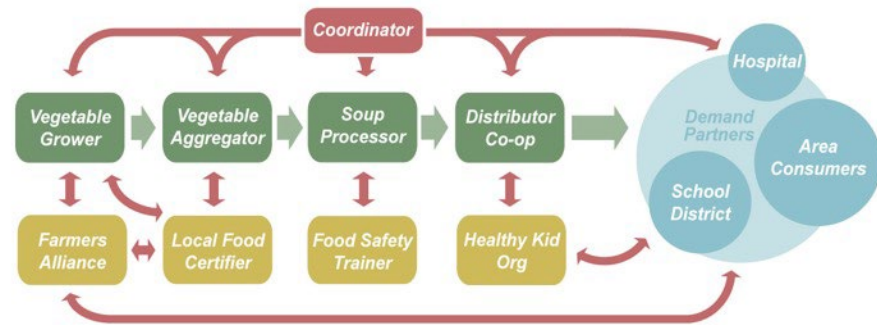 Coordinator
Hospital
Vegetable
Grower
Vegetable
Aggregator
Soup
Processor
Distributor
Co-op
Demand
Partners
Area
Consumers
School
District
Farmers
Alliance
Local Food
Certifier
Food Safety
Trainer
Healthy Kid
Org